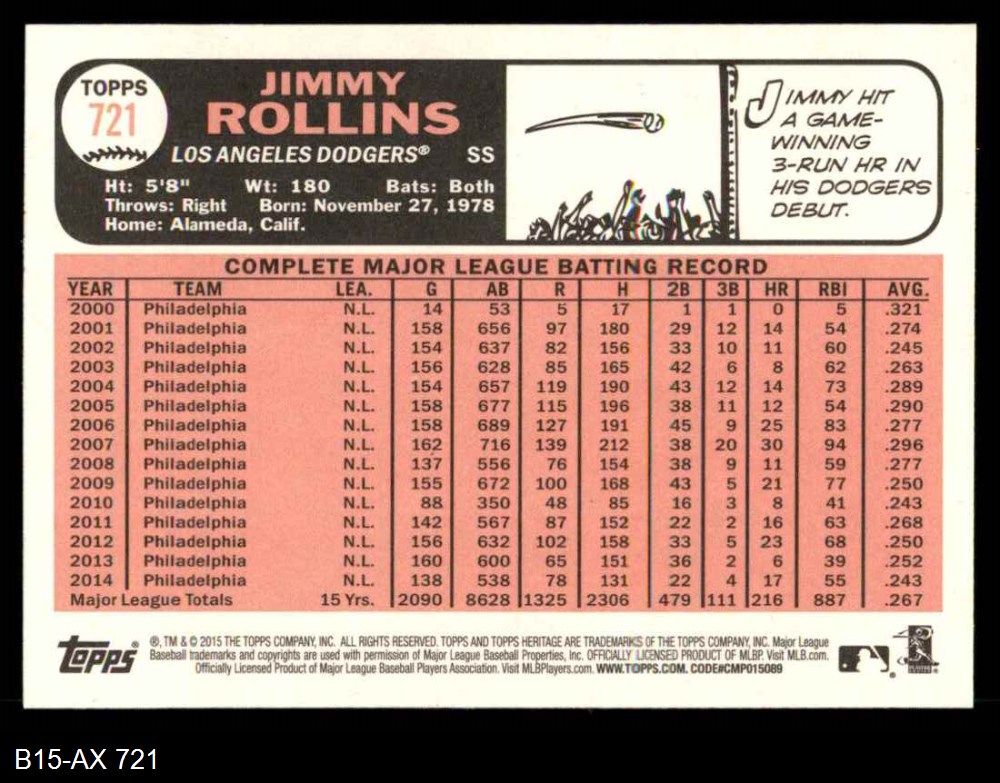 TOPPS
721
JIMMY
ROLLINS
LOS ANGELES DODGERS® SS
Ht: 5'8" Wt: 180 Bats: Both
Throws: Right Born: November 27, 1978
Home: Alameda, Calif.
JIMMY HIT
A GAME-
WINNING
3-RUN HR IN
HIS DODGERS
DEBUT.
COMPLETE MAJOR LEAGUE BATTING RECORD
YEAR TEAM LEA. G AB R H 2B 3B HR RBI AVG.
2000 Philadelphia N.L. 14 53 5 17 1 1 0 5 .321
2001 Philadelphia N.L. 158 656 97 180 29 12 14 54 .274
2002 Philadelphia N.L. 154 637 82 156 33 10 11 60 .245
2003 Philadelphia N.L. 156 628 85 165 42 6 8 62 .263
2004 Philadelphia N.L. 154 657 119 190 43 12 14 73 .289
2005 Philadelphia N.L. 158 677 115 196 38 11 12 54 .290
2006 Philadelphia N.L. 158 689 127 191 45 9 25 83 .277
2007 Philadelphia N.L. 162 716 139 212 38 20 30 94 .296
2008 Philadelphia N.L. 137 556 76 154 38 9 11 59 .277
2009 Philadelphia N.L. 155 672 100 168 43 5 21 77 .250
2010 Philadelphia N.L. 88 350 48 85 16 3 8 41 .243
2011 Philadelphia N.L. 142 567 87 152 22 2 16 63 .268
2012 Philadelphia N.L. 156 632 102 158 33 5 23 68 .250
2013 Philadelphia N.L. 160 600 65 151 36 2 6 39 .252
2014 Philadelphia N.L. 138 538 78 131 22 4 17 55 .243
Major League Totals 15 Yrs. 2090 8628 1325 2306 479 111 216 887 .267
Topps®
®, TM & © 2015 THE TOPPS COMPANY, INC. ALL RIGHTS RESERVED. TOPPS AND TOPPS HERITAGE ARE TRADEMARKS OF THE TOPPS COMPANY, INC. Major League
Baseball trademarks and copyrights are used with permission of Major League Baseball Properties, Inc. OFFICIALLY LICENSED PRODUCT OF MLBP. Visit MLB.com.
Officially Licensed Product of Major League Baseball Players Association. Visit MLBPlayers.com. WWW.TOPPS.COM. CODE#CMP015089
B15-AX 721